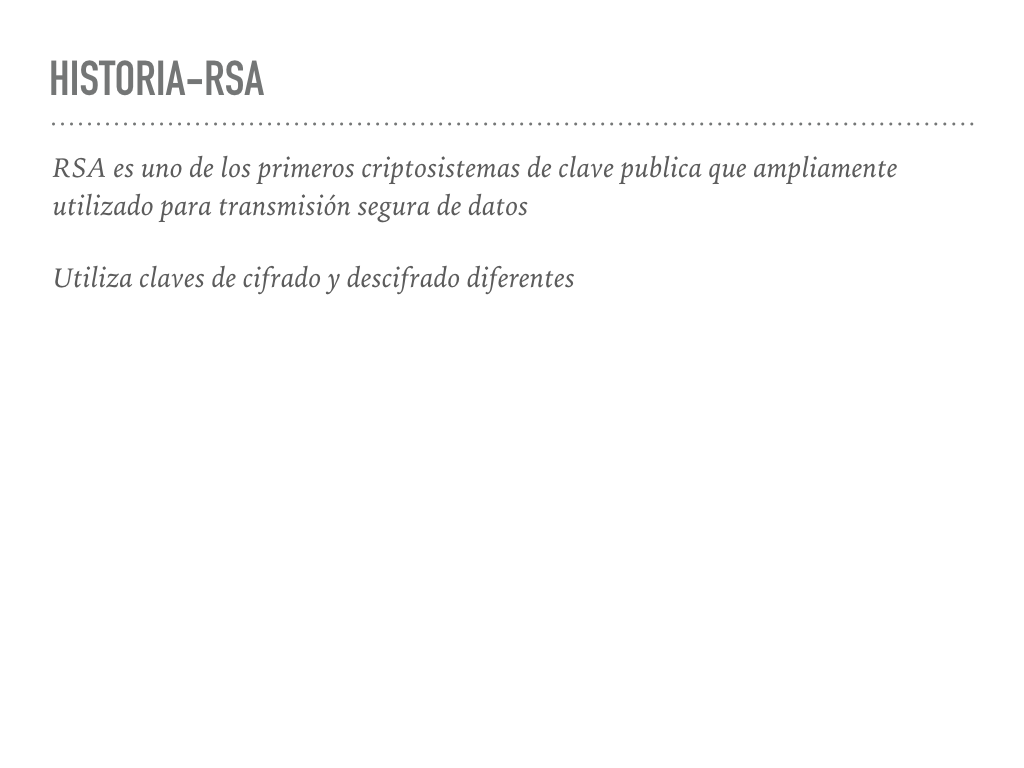 HISTORIA-RSA
RSA es uno de los primeros criptosistemas de clave publica que ampliamente
utilizado para transmisión segura de datos
Utiliza claves de cifrado y descifrado diferentes